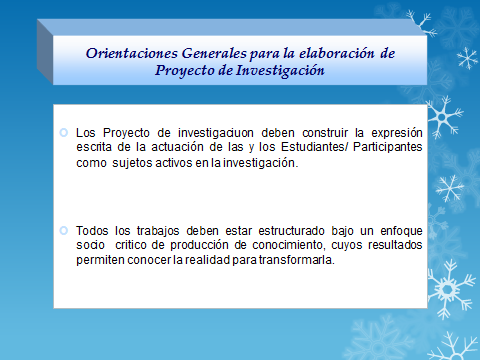 Orientaciones Generales para la elaboración de
Proyecto de Investigación
Los Proyecto de investigaciuon deben construir la expresión
escrita de la actuación de las y los Estudiantes/ Participantes
como sujetos activos en la investigación.
Todos los trabajos deben estar estructurado bajo un enfoque
socio critico de producción de conocimiento, cuyos resultados
permiten conocer la realidad para transformarla.